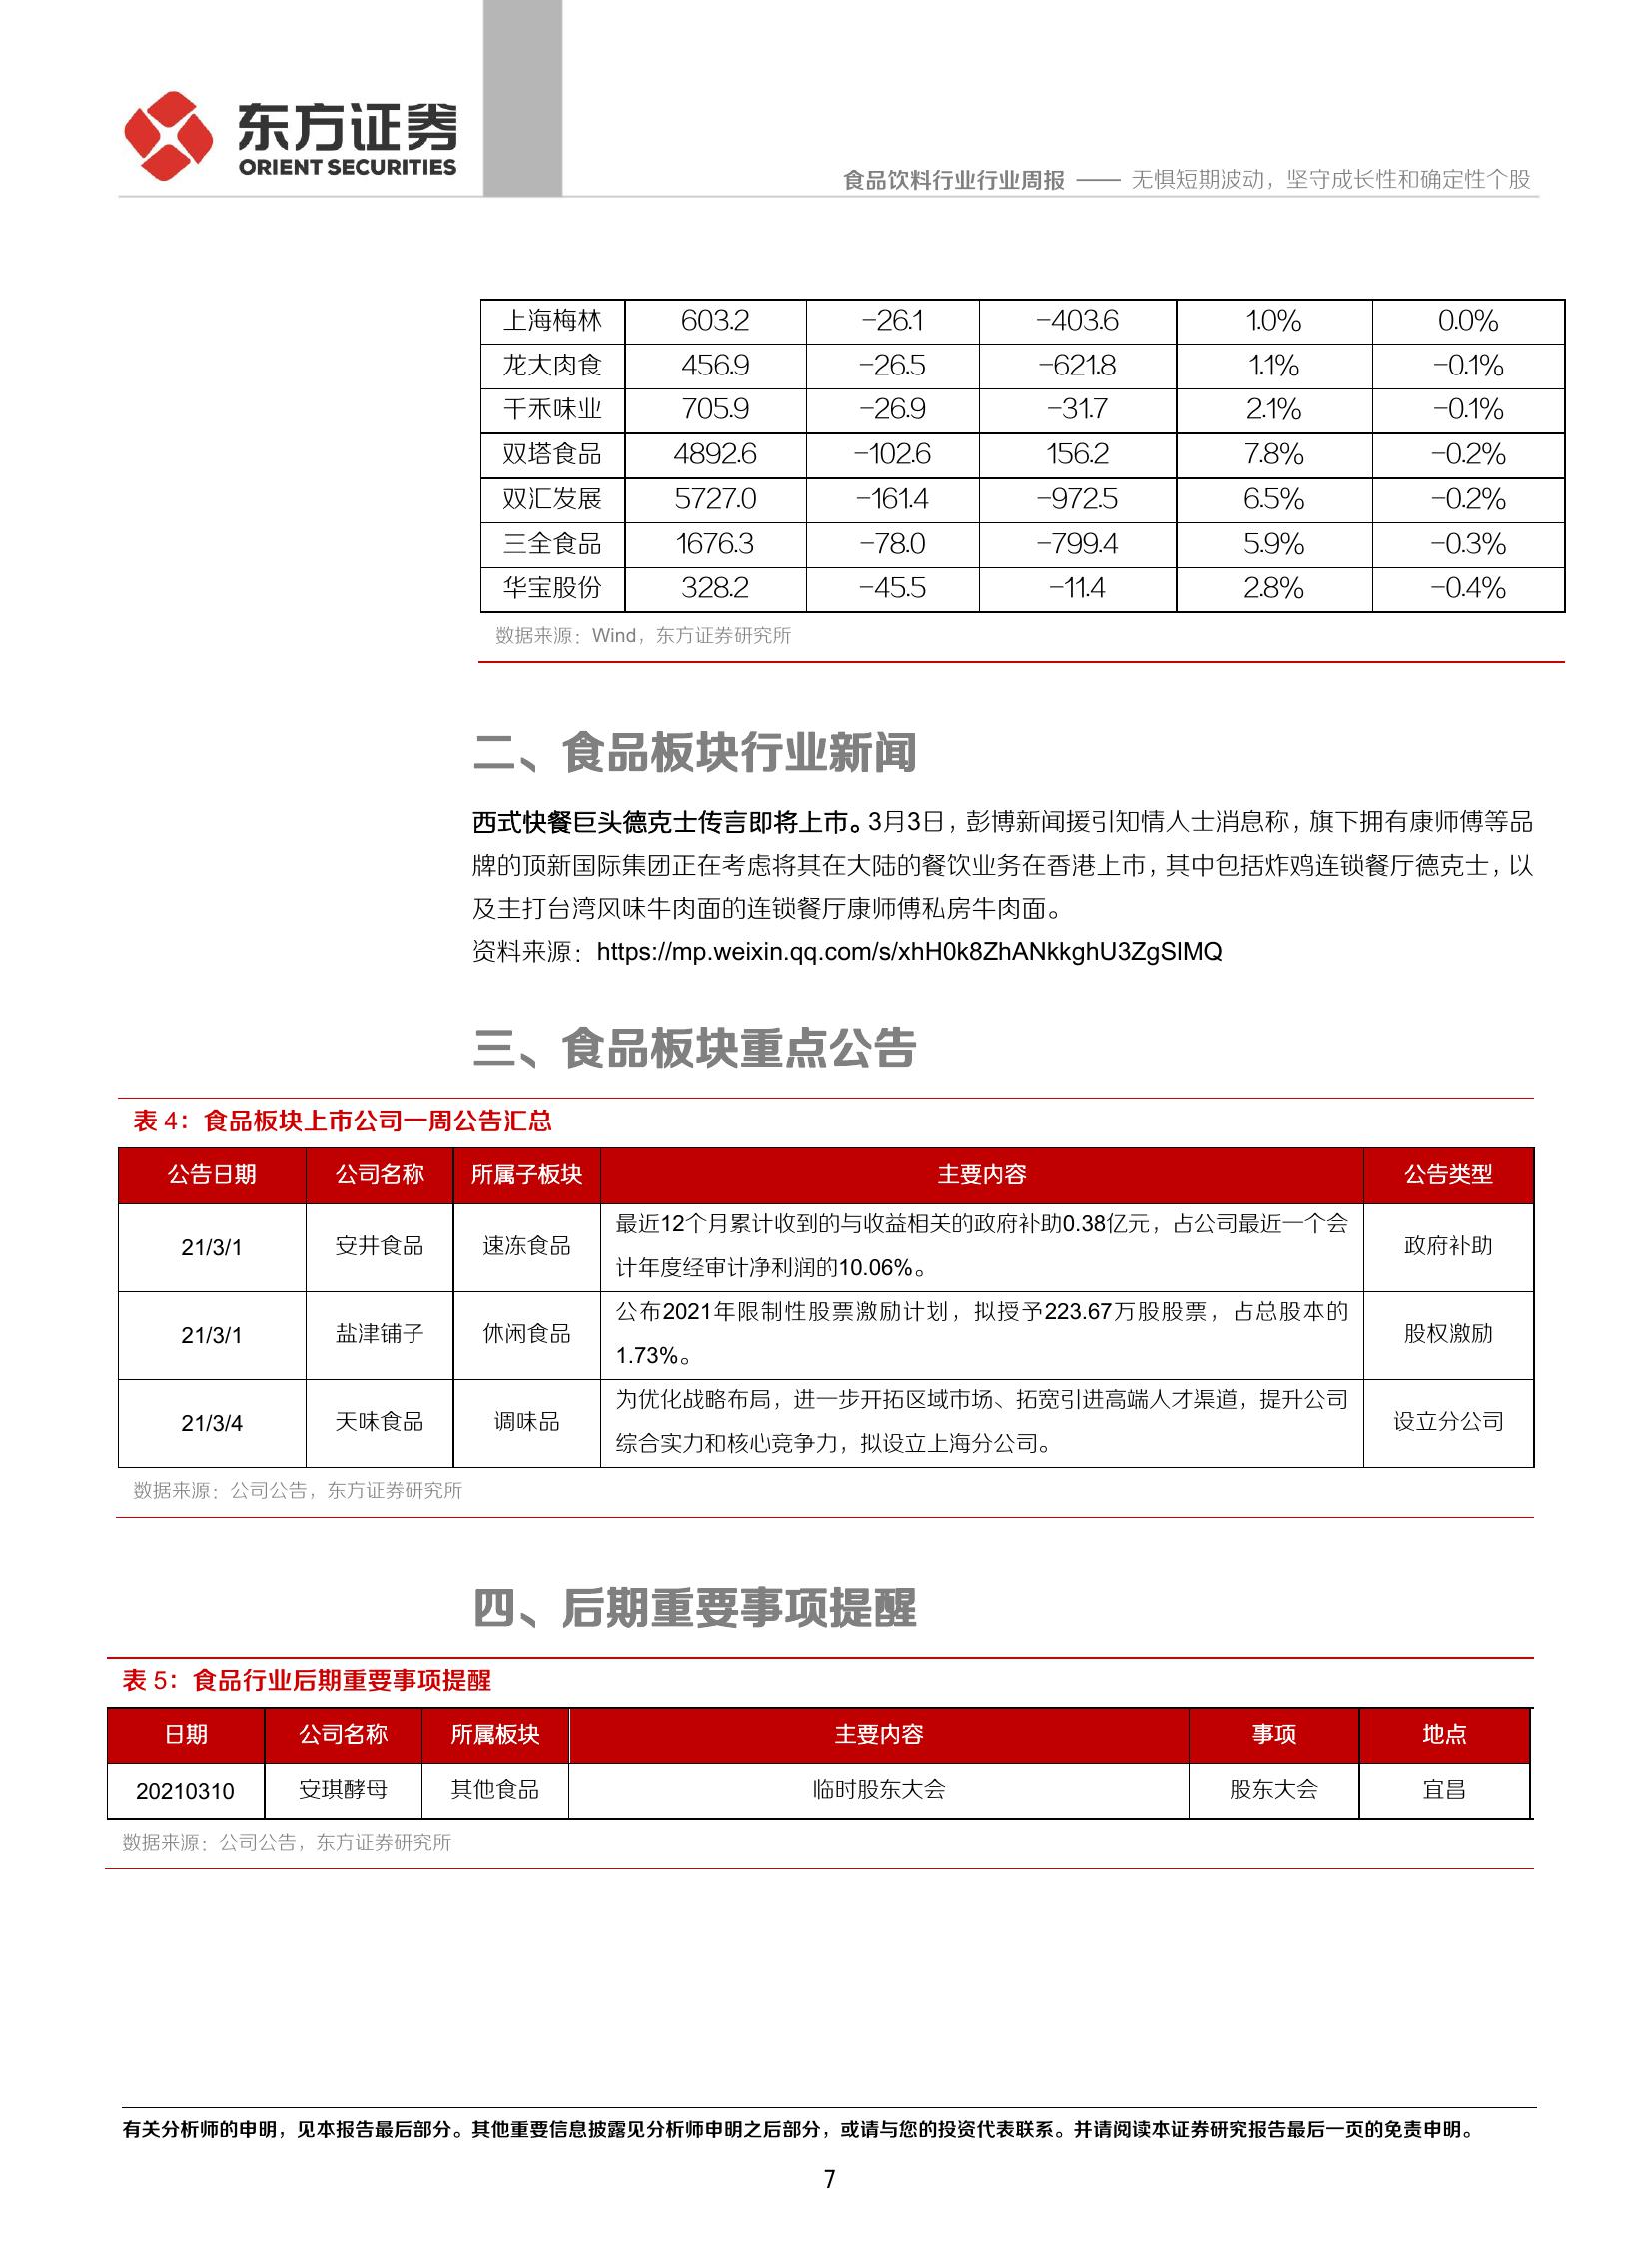 东方证券
ORIENT SECURITIES
食品饮料行业行业周报 —— 无惧短期波动，坚守成长性和确定性个股
上海梅林 603.2 -26.1 -403.6 1.0% 0.0%
龙大肉食 456.9 -26.5 -621.8 1.1% -0.1%
千禾味业 705.9 -26.9 -31.7 2.1% -0.1%
双塔食品 4892.6 -102.6 156.2 7.8% -0.2%
双汇发展 5727.0 -161.4 -972.5 6.5% -0.2%
三全食品 1676.3 -78.0 -799.4 5.9% -0.3%
华宝股份 328.2 -45.5 -11.4 2.8% -0.4%
数据来源：Wind，东方证券研究所
二、食品板块行业新闻
西式快餐巨头德克士传言即将上市。3月3日，彭博新闻援引知情人士消息称，旗下拥有康师傅等品
牌的顶新国际集团正在考虑将其在大陆的餐饮业务在香港上市，其中包括炸鸡连锁餐厅德克士，以
及主打台湾风味牛肉面的连锁餐厅康师傅私房牛肉面。
资料来源：https://mp.weixin.qq.com/s/xhH0k8ZhANkkghU3ZgSlMQ
三、食品板块重点公告
表 4：食品板块上市公司一周公告汇总
公告日期 公司名称 所属子板块 主要内容 公告类型
21/3/1 安井食品 速冻食品 最近12个月累计收到的与收益相关的政府补助0.38亿元，占公司最近一个会
计年度经审计净利润的10.06%。 政府补助
21/3/1 盐津铺子 休闲食品 公布2021年限制性股票激励计划，拟授予223.67万股股票，占总股本的
1.73%。 股权激励
21/3/4 天味食品 调味品 为优化战略布局，进一步开拓区域市场、拓宽引进高端人才渠道，提升公司
综合实力和核心竞争力，拟设立上海分公司。 设立分公司
数据来源：公司公告，东方证券研究所
四、后期重要事项提醒
表 5：食品行业后期重要事项提醒
日期 公司名称 所属板块 主要内容 事项 地点
20210310 安琪酵母 其他食品 临时股东大会 股东大会 宜昌
数据来源：公司公告，东方证券研究所
有关分析师的申明，见本报告最后部分。其他重要信息披露见分析师申明之后部分，或请与您的投资代表联系。并请阅读本证券研究报告最后一页的免责申明。
7